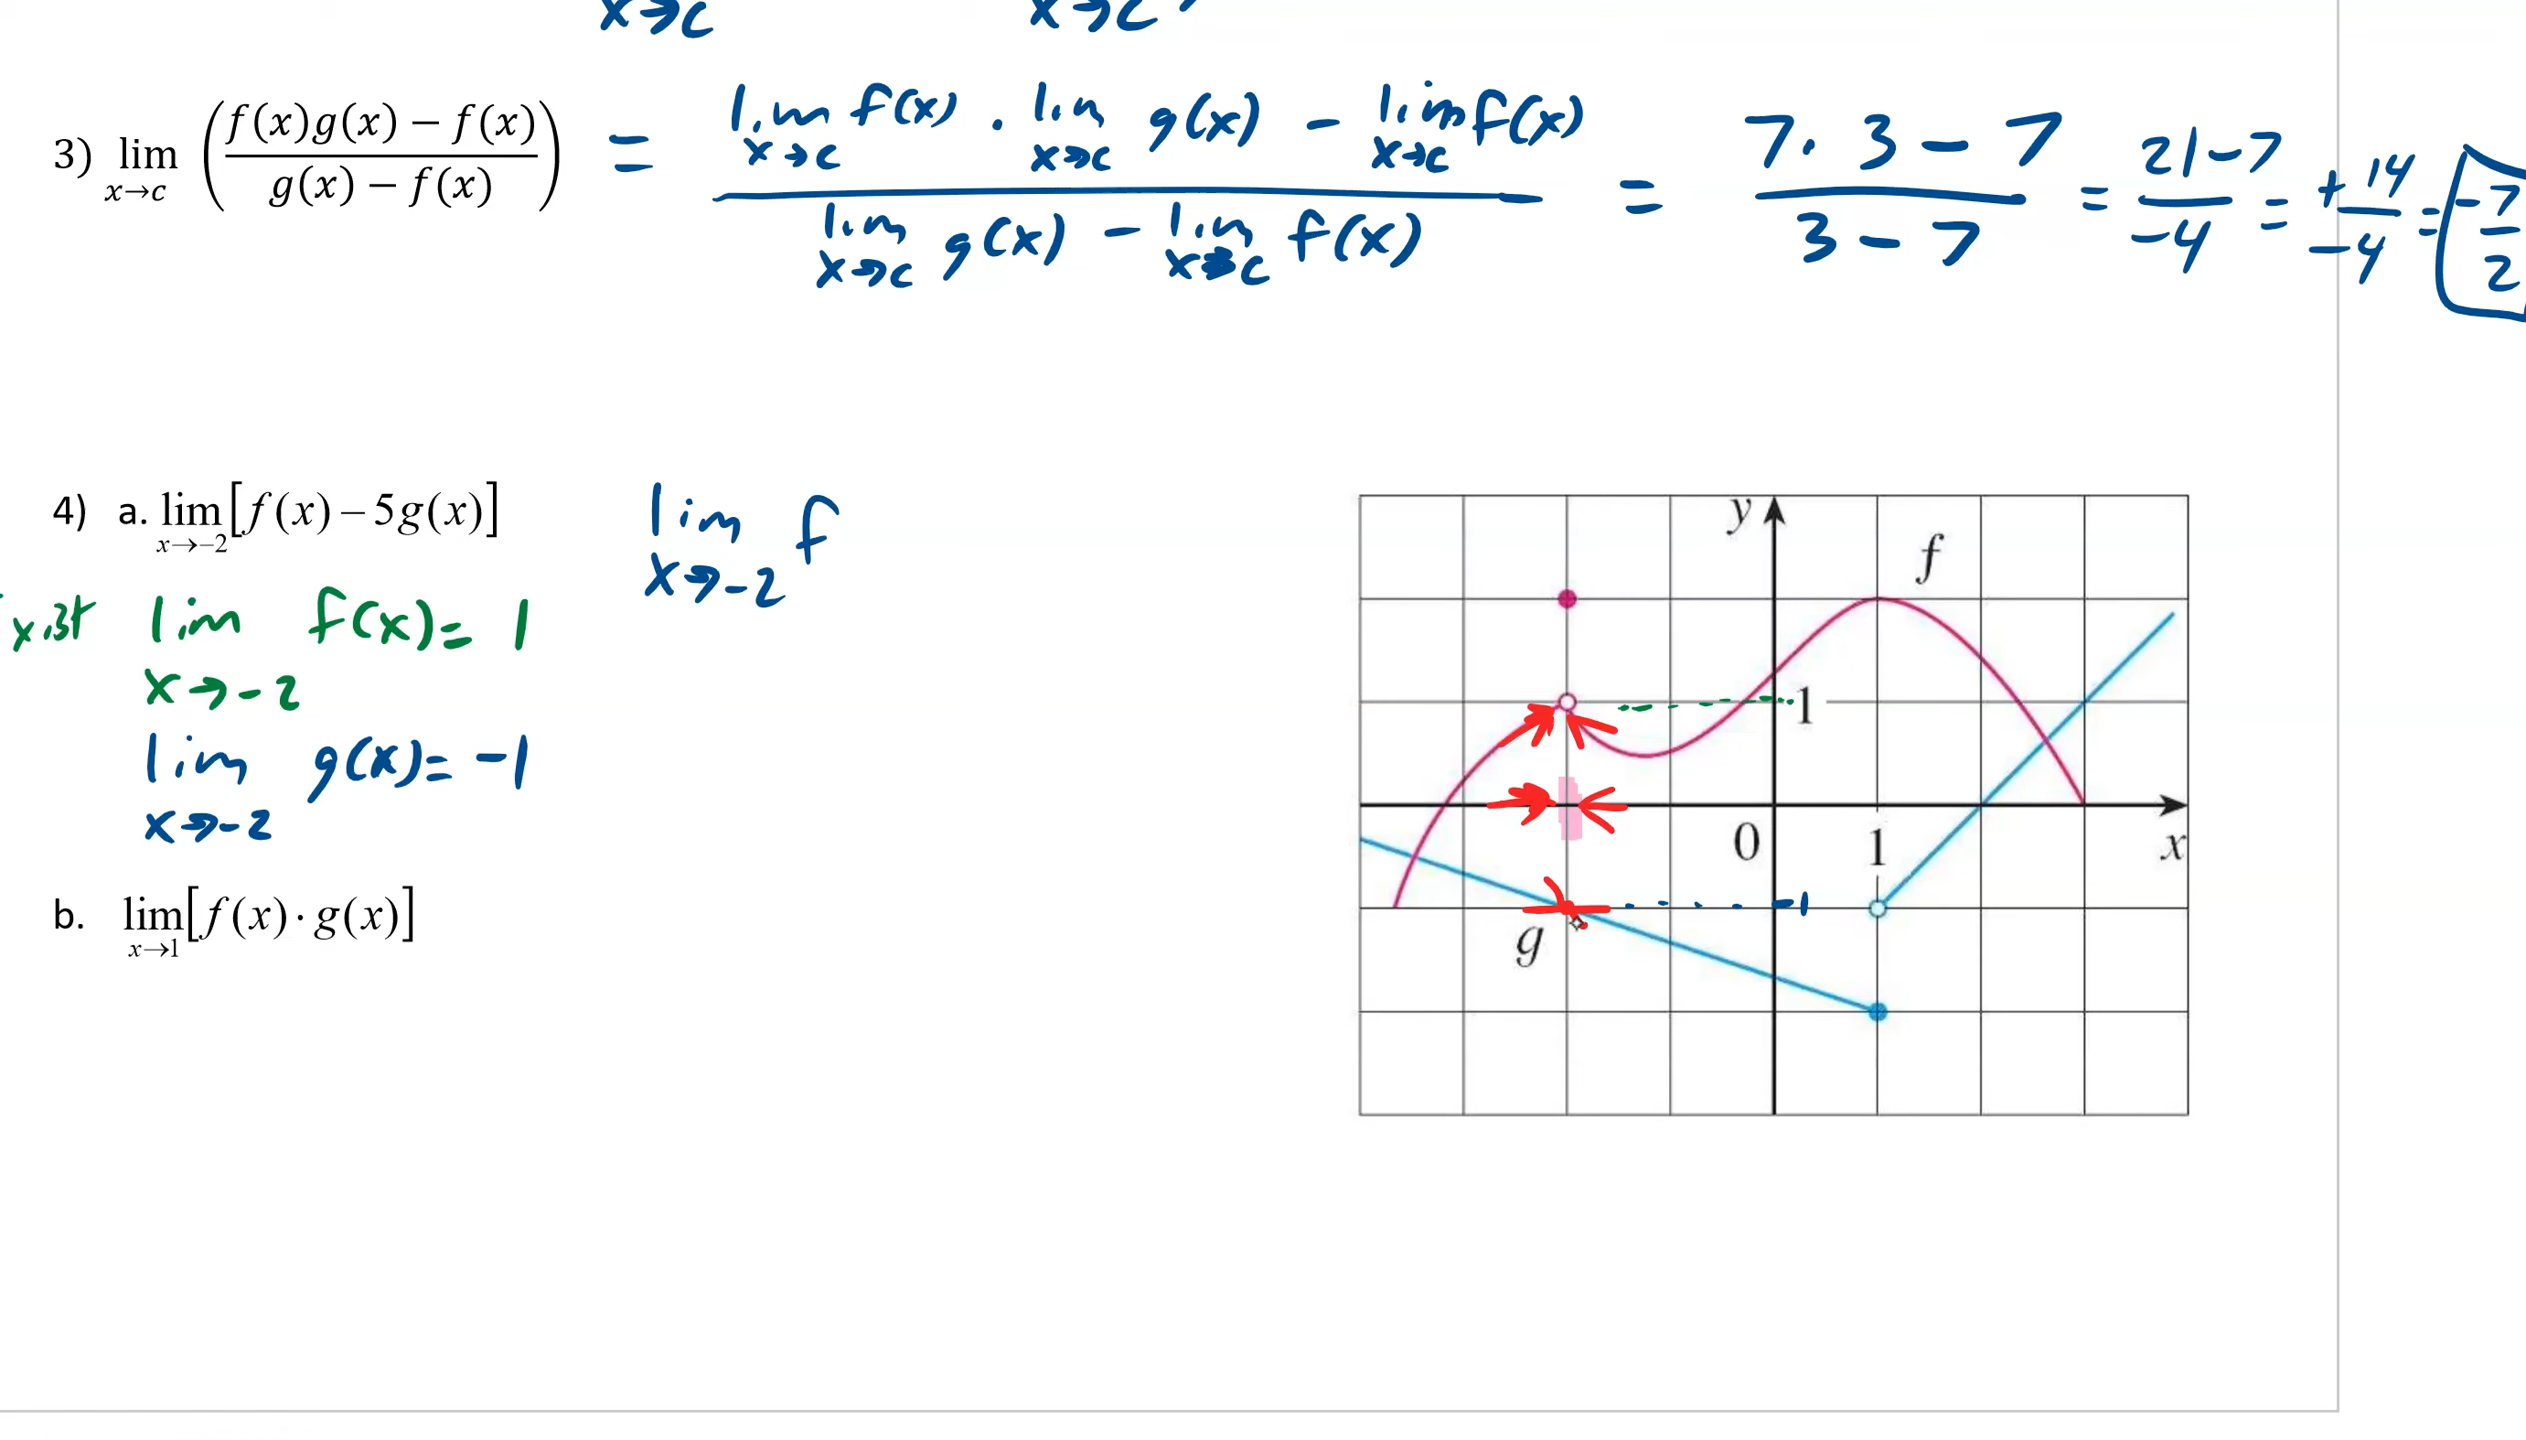 x→c x→c
3) lim x→c (f(x)g(x) − f(x) / g(x) − f(x)) = lim x→c f(x) · lim x→c g(x) − lim x→c f(x) / lim x→c g(x) − lim x→c f(x) = 7·3−7 / 3−7 = 21−7 / −4 = +14 / −4 = −7 / 2
4) a. lim x→−2 [f(x) − 5g(x)] lim x→−2 f
lim x→−2 f(x) = 1
lim x→−2 g(x) = −1
b. lim x→1 [f(x) · g(x)]
y
f
1
0 1 x
−1
g